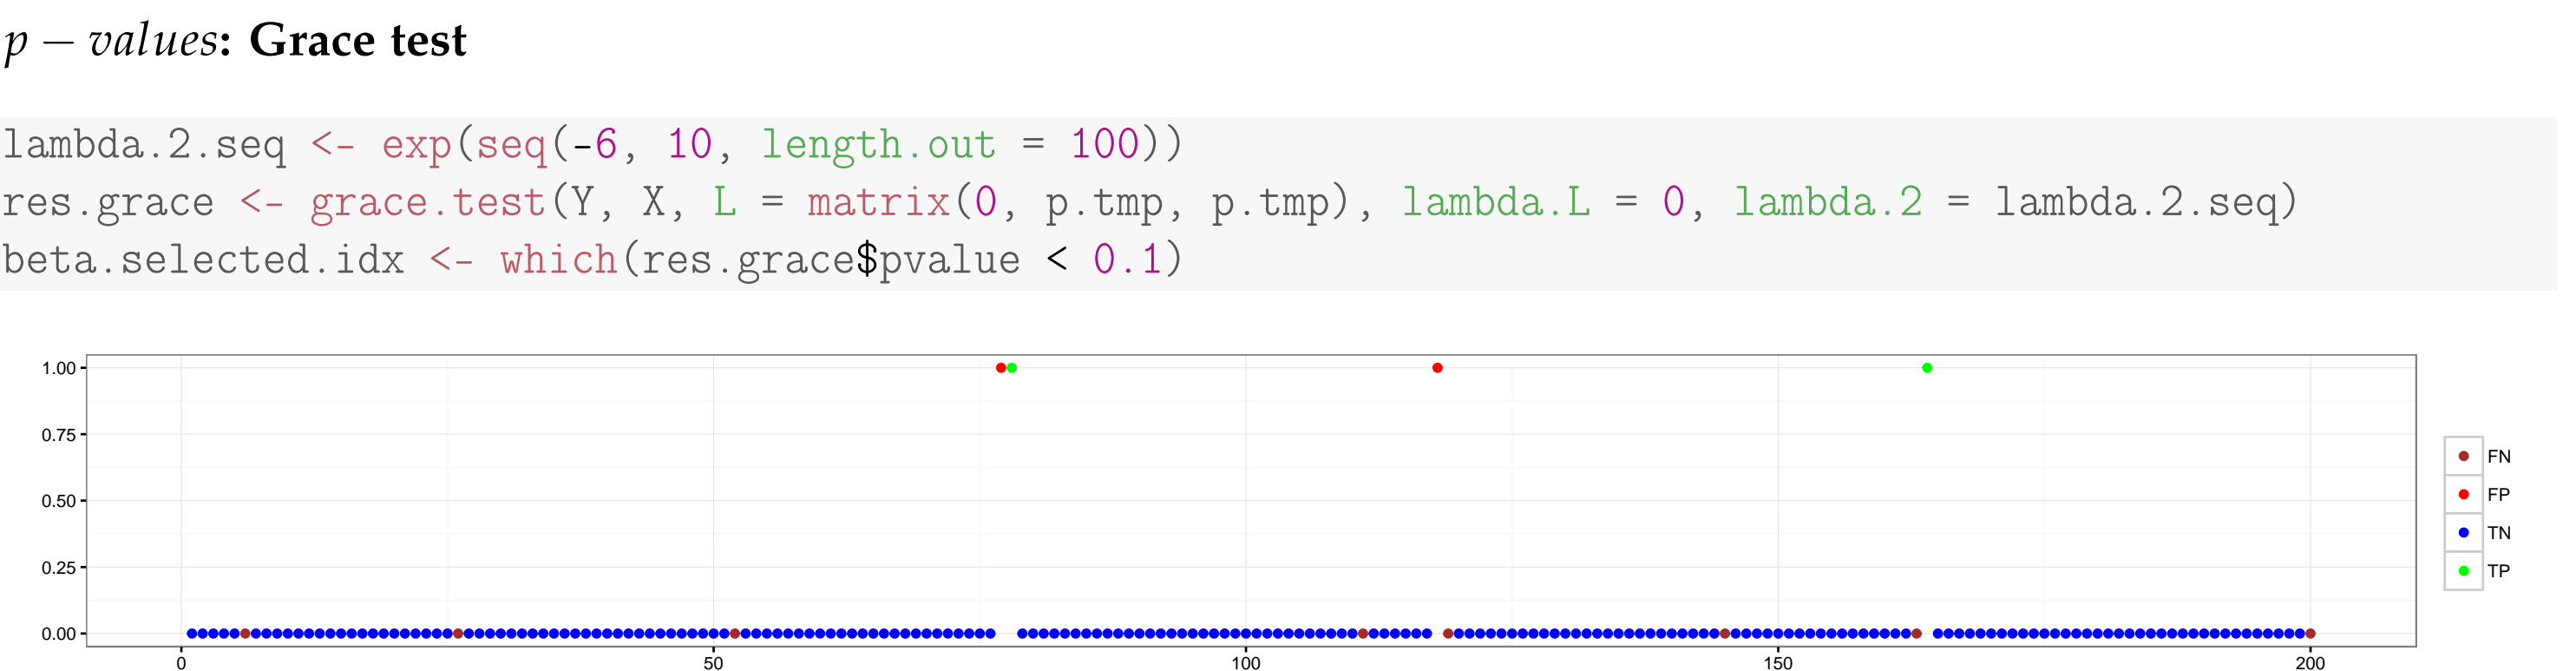 p − values: Grace test
lambda.2.seq <- exp(seq(-6, 10, length.out = 100))
res.grace <- grace.test(Y, X, L = matrix(0, p.tmp, p.tmp), lambda.L = 0, lambda.2 = lambda.2.seq)
beta.selected.idx <- which(res.grace$pvalue < 0.1)
1.00
0.75
0.50
0.25
0.00
0 50 100 150 200
FN
FP
TN
TP